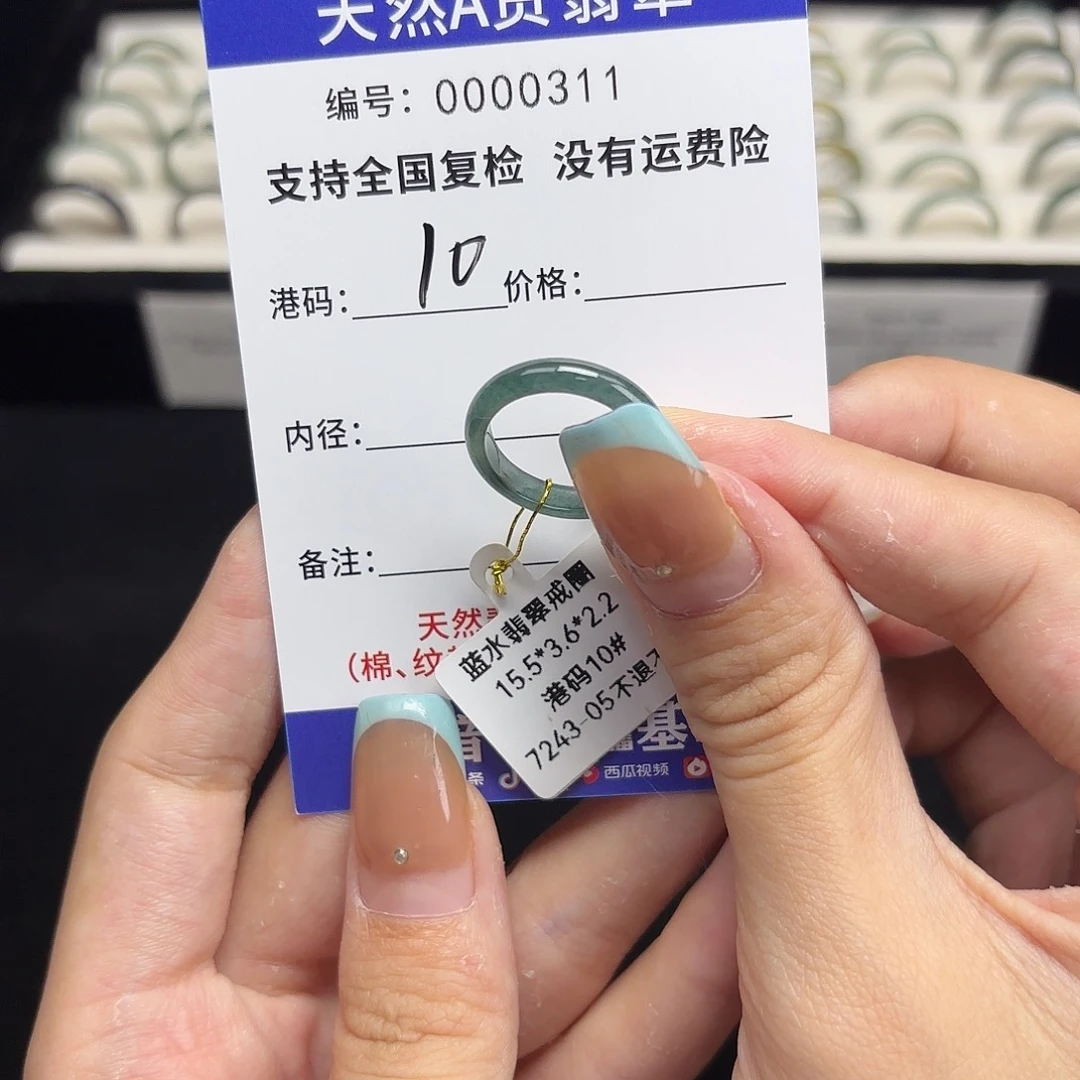 天然A货翡翠
编号：0000311
支持全国复检 没有运费险
港码：10 价格：
内径：
备注：
天然
(棉、纹
蓝水翡翠戒圈
15.5*3.6*2.2
港码10#
7243-05不退
基
条 西瓜视频